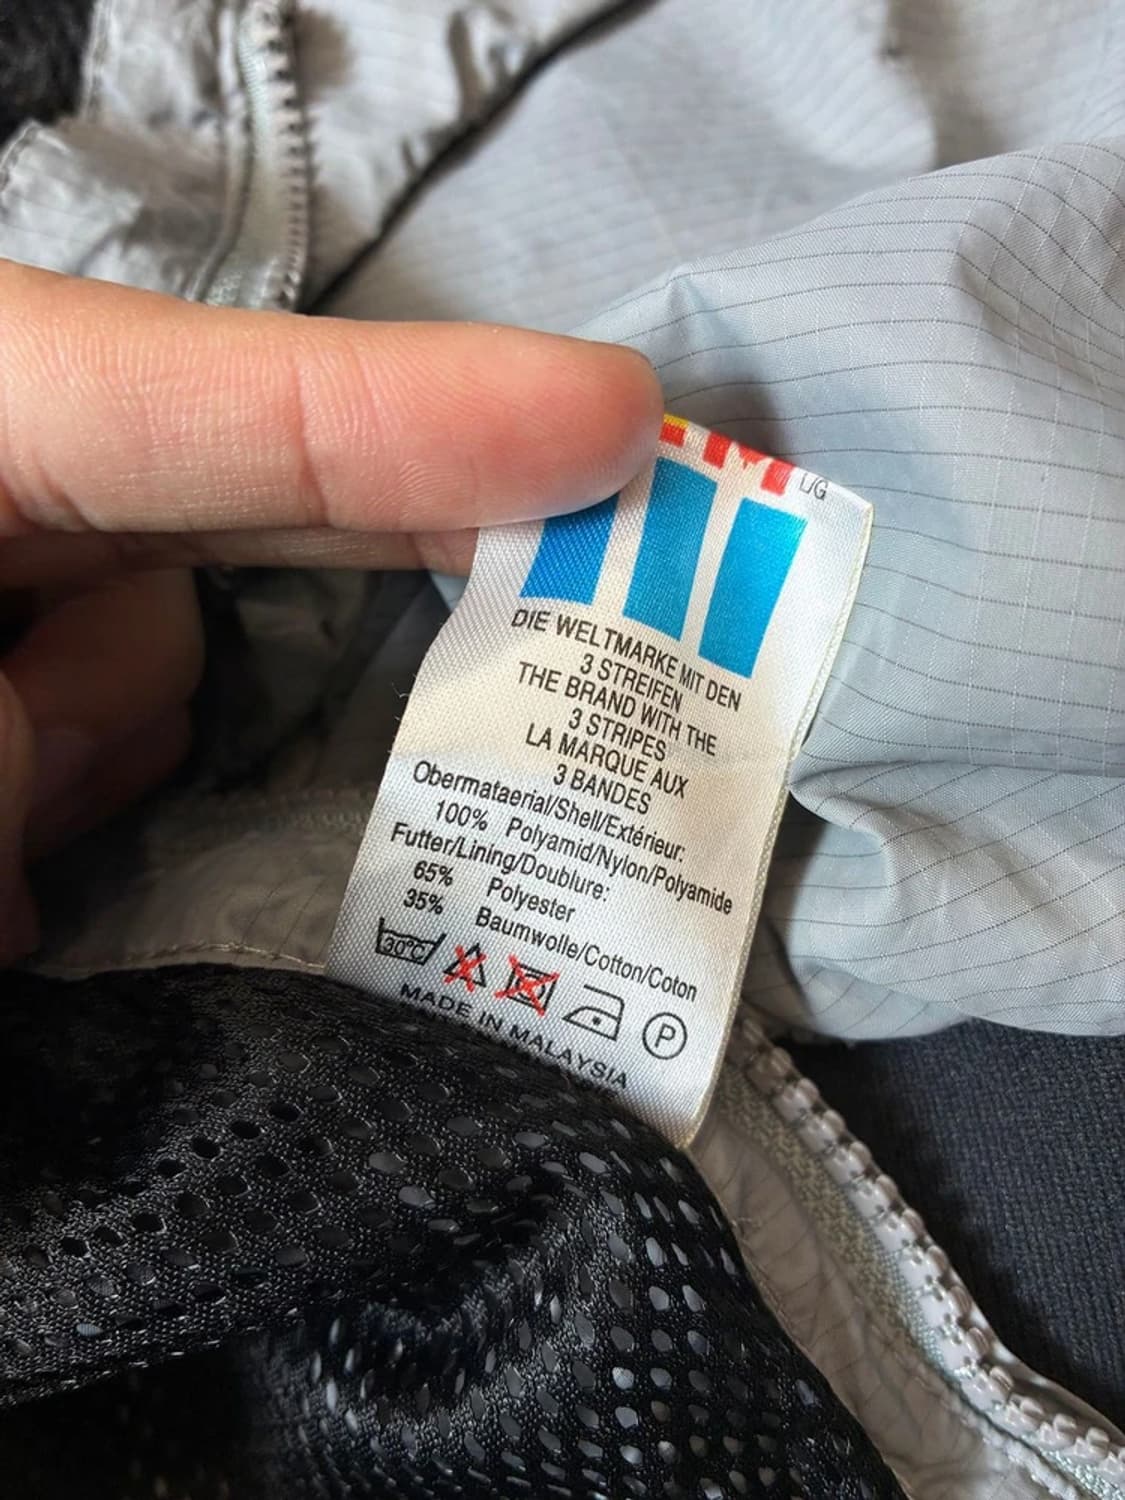 M
L/G
DIE WELTMARKE MIT DEN
3 STREIFEN
THE BRAND WITH THE
3 STRIPES
LA MARQUE AUX
3 BANDES
Obermataerial/Shell/Extérieur:
100% Polyamid/Nylon/Polyamide
Futter/Lining/Doublure:
65% Polyester
35% Baumwolle/Cotton/Coton
30°C
P
MADE IN MALAYSIA